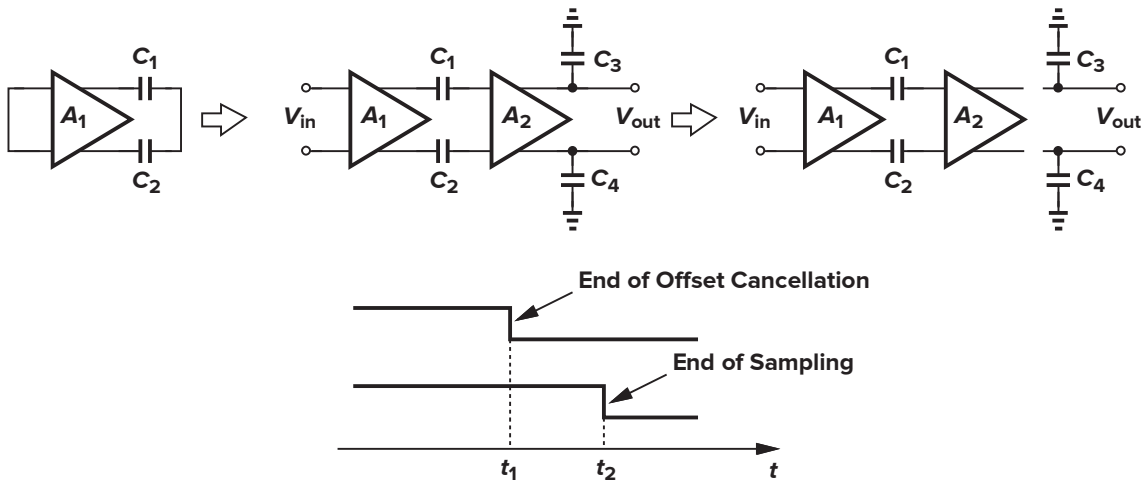 C1
A1
C2
Vin
C1
A1
C2
A2
C3
Vout
C4
Vin
C1
A1
C2
A2
C3
Vout
C4
End of Offset Cancellation
End of Sampling
t1
t2
t